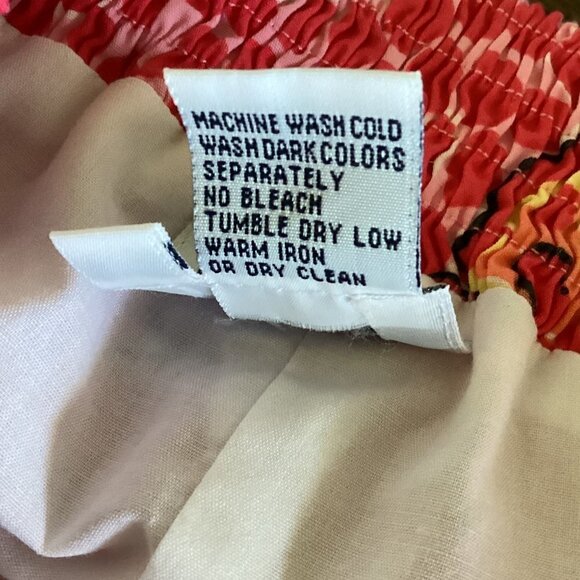 MACHINE WASH COLD
WASH DARK COLORS
SEPARATELY
NO BLEACH
TUMBLE DRY LOW
WARM IRON
OR DRY CLEAN